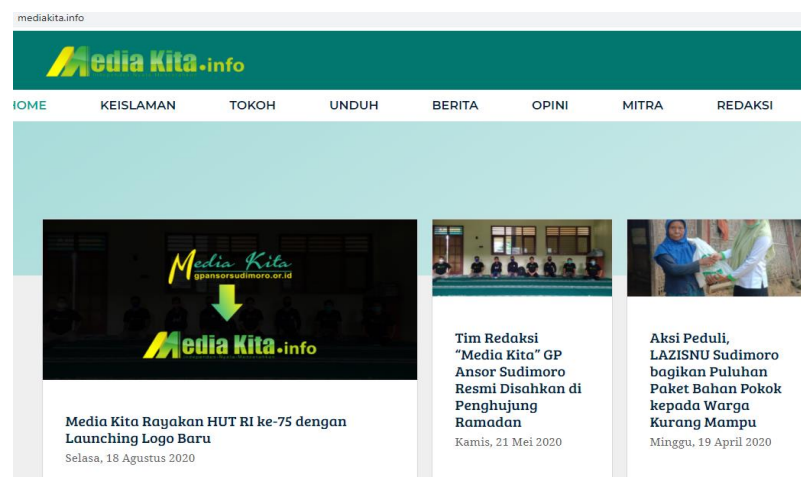 mediakita.info
Media Kita.info
HOME KEISLAMAN TOKOH UNDUH BERITA OPINI MITRA REDAKSI
Media Kita
gpansorsudimoro.or.id
Media Kita.info
Media Kita Rayakan HUT RI ke-75 dengan
Launching Logo Baru
Selasa, 18 Agustus 2020
Tim Redaksi
“Media Kita” GP
Ansor Sudimoro
Resmi Disahkan di
Penghujung
Ramadan
Kamis, 21 Mei 2020
Aksi Peduli,
LAZISNU Sudimoro
bagikan Puluhan
Paket Bahan Pokok
kepada Warga
Kurang Mampu
Minggu, 19 April 2020